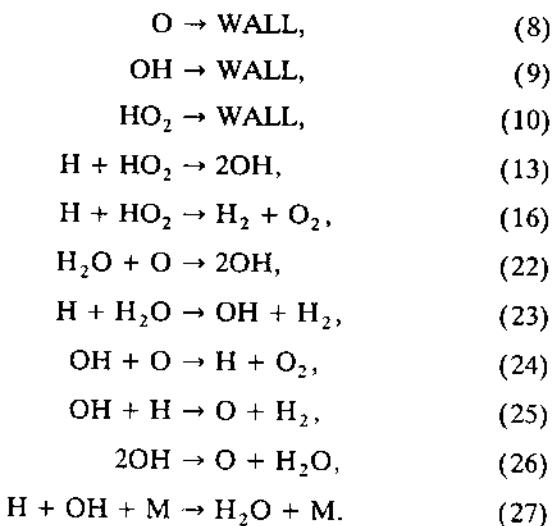 O → WALL, (8)
OH → WALL, (9)
HO₂ → WALL, (10)
H + HO₂ → 2OH, (13)
H + HO₂ → H₂ + O₂, (16)
H₂O + O → 2OH, (22)
H + H₂O → OH + H₂, (23)
OH + O → H + O₂, (24)
OH + H → O + H₂, (25)
2OH → O + H₂O, (26)
H + OH + M → H₂O + M. (27)